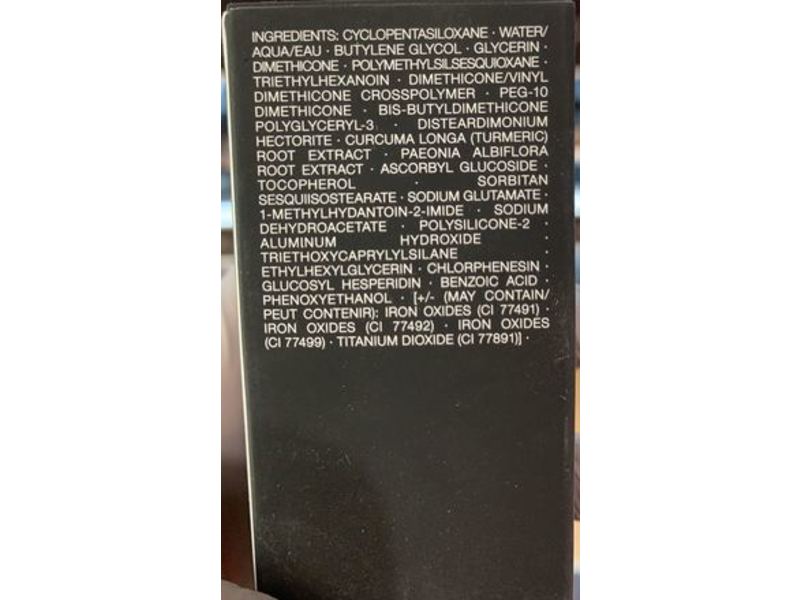 INGREDIENTS: CYCLOPENTASILOXANE · WATER/
AQUA/EAU · BUTYLENE GLYCOL · GLYCERIN ·
DIMETHICONE · POLYMETHYLSILSESQUIOXANE ·
TRIETHYLHEXANOIN · DIMETHICONE/VINYL
DIMETHICONE CROSSPOLYMER · PEG-10
DIMETHICONE · BIS-BUTYLDIMETHICONE
POLYGLYCERYL-3 · DISTEARDIMONIUM
HECTORITE · CURCUMA LONGA (TURMERIC)
ROOT EXTRACT · PAEONIA ALBIFLORA
ROOT EXTRACT · ASCORBYL GLUCOSIDE ·
TOCOPHEROL · SORBITAN
SESQUIISOSTEARATE · SODIUM GLUTAMATE ·
1-METHYLHYDANTOIN-2-IMIDE · SODIUM
DEHYDROACETATE · POLYSILICONE-2 ·
ALUMINUM HYDROXIDE ·
TRIETHOXYCAPRYLYLSILANE ·
ETHYLHEXYLGLYCERIN · CHLORPHENESIN ·
GLUCOSYL HESPERIDIN · BENZOIC ACID ·
PHENOXYETHANOL · [+/- (MAY CONTAIN/
PEUT CONTENIR): IRON OXIDES (CI 77491) ·
IRON OXIDES (CI 77492) · IRON OXIDES
(CI 77499) · TITANIUM DIOXIDE (CI 77891)] ·